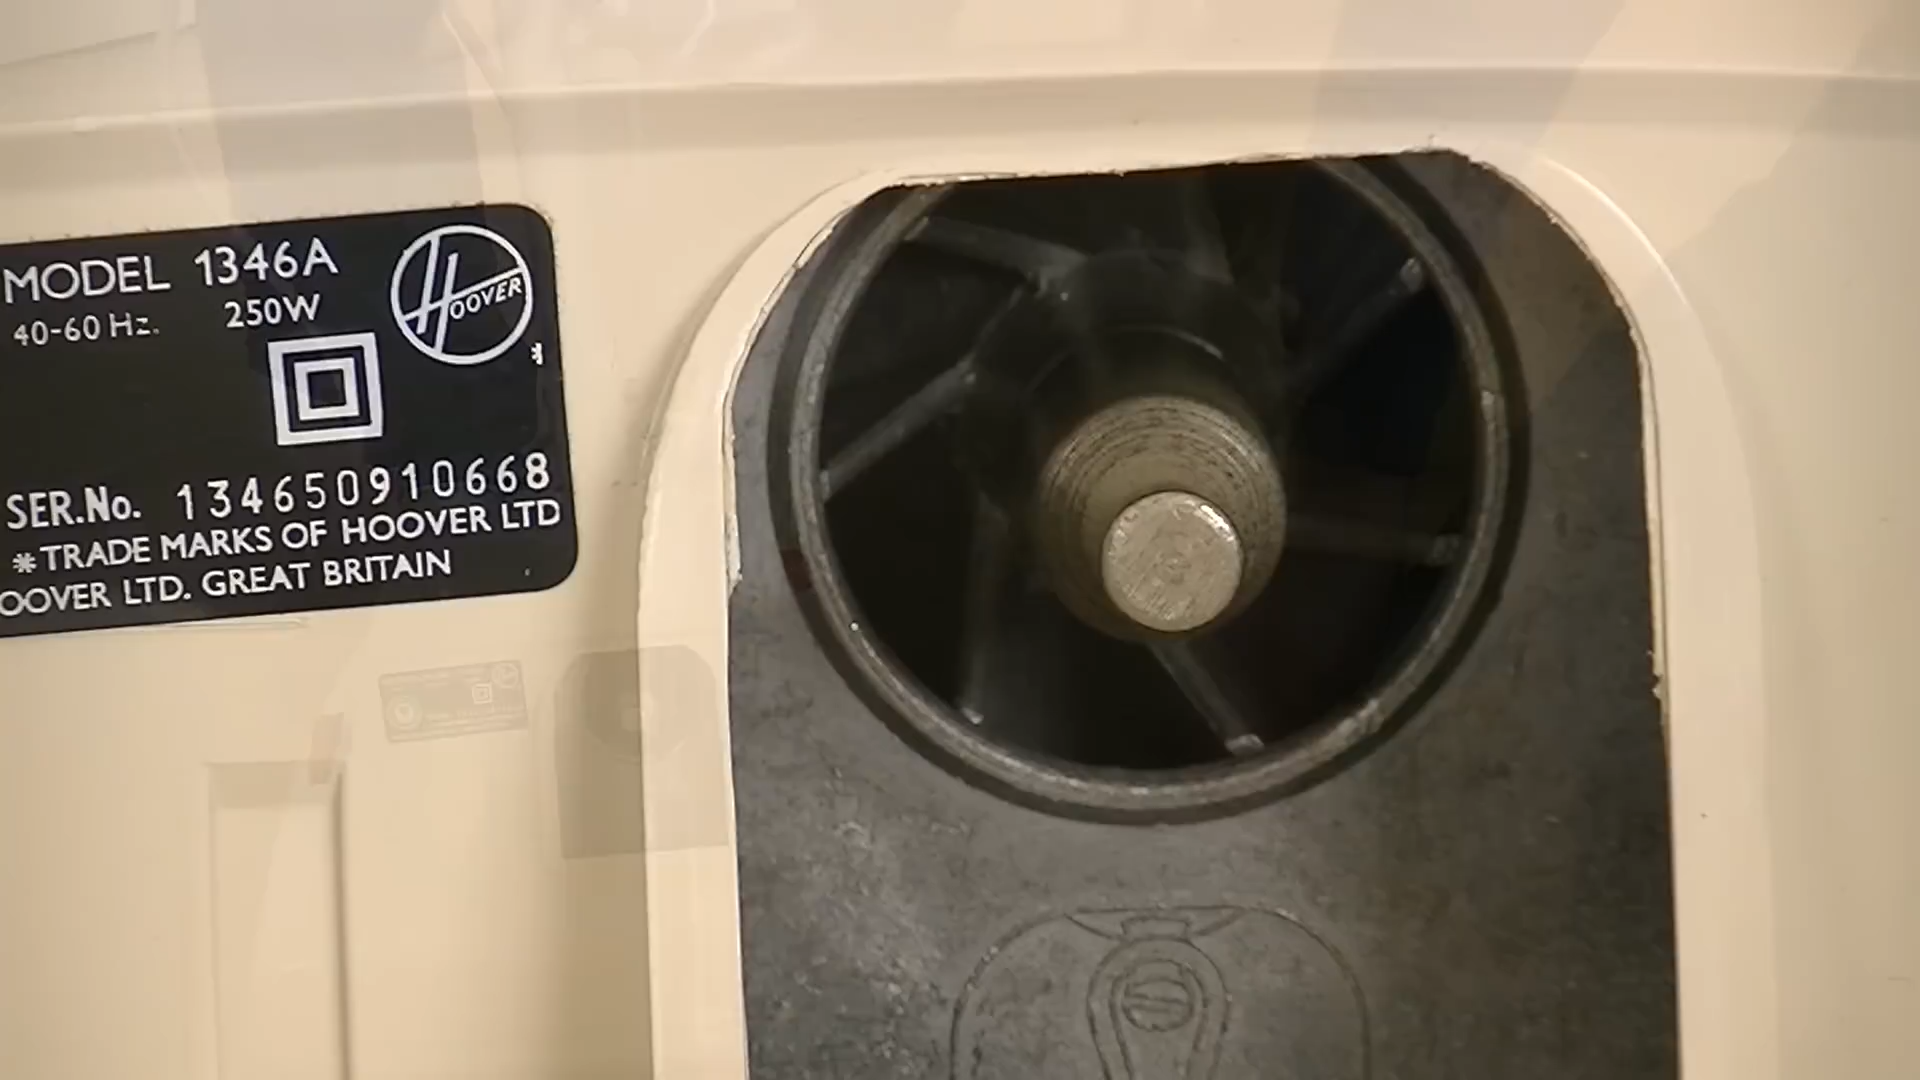 MODEL 1346A
40-60 Hz. 250W
HOOVER
SER.No. 134650910668
*TRADE MARKS OF HOOVER LTD
OOVER LTD. GREAT BRITAIN